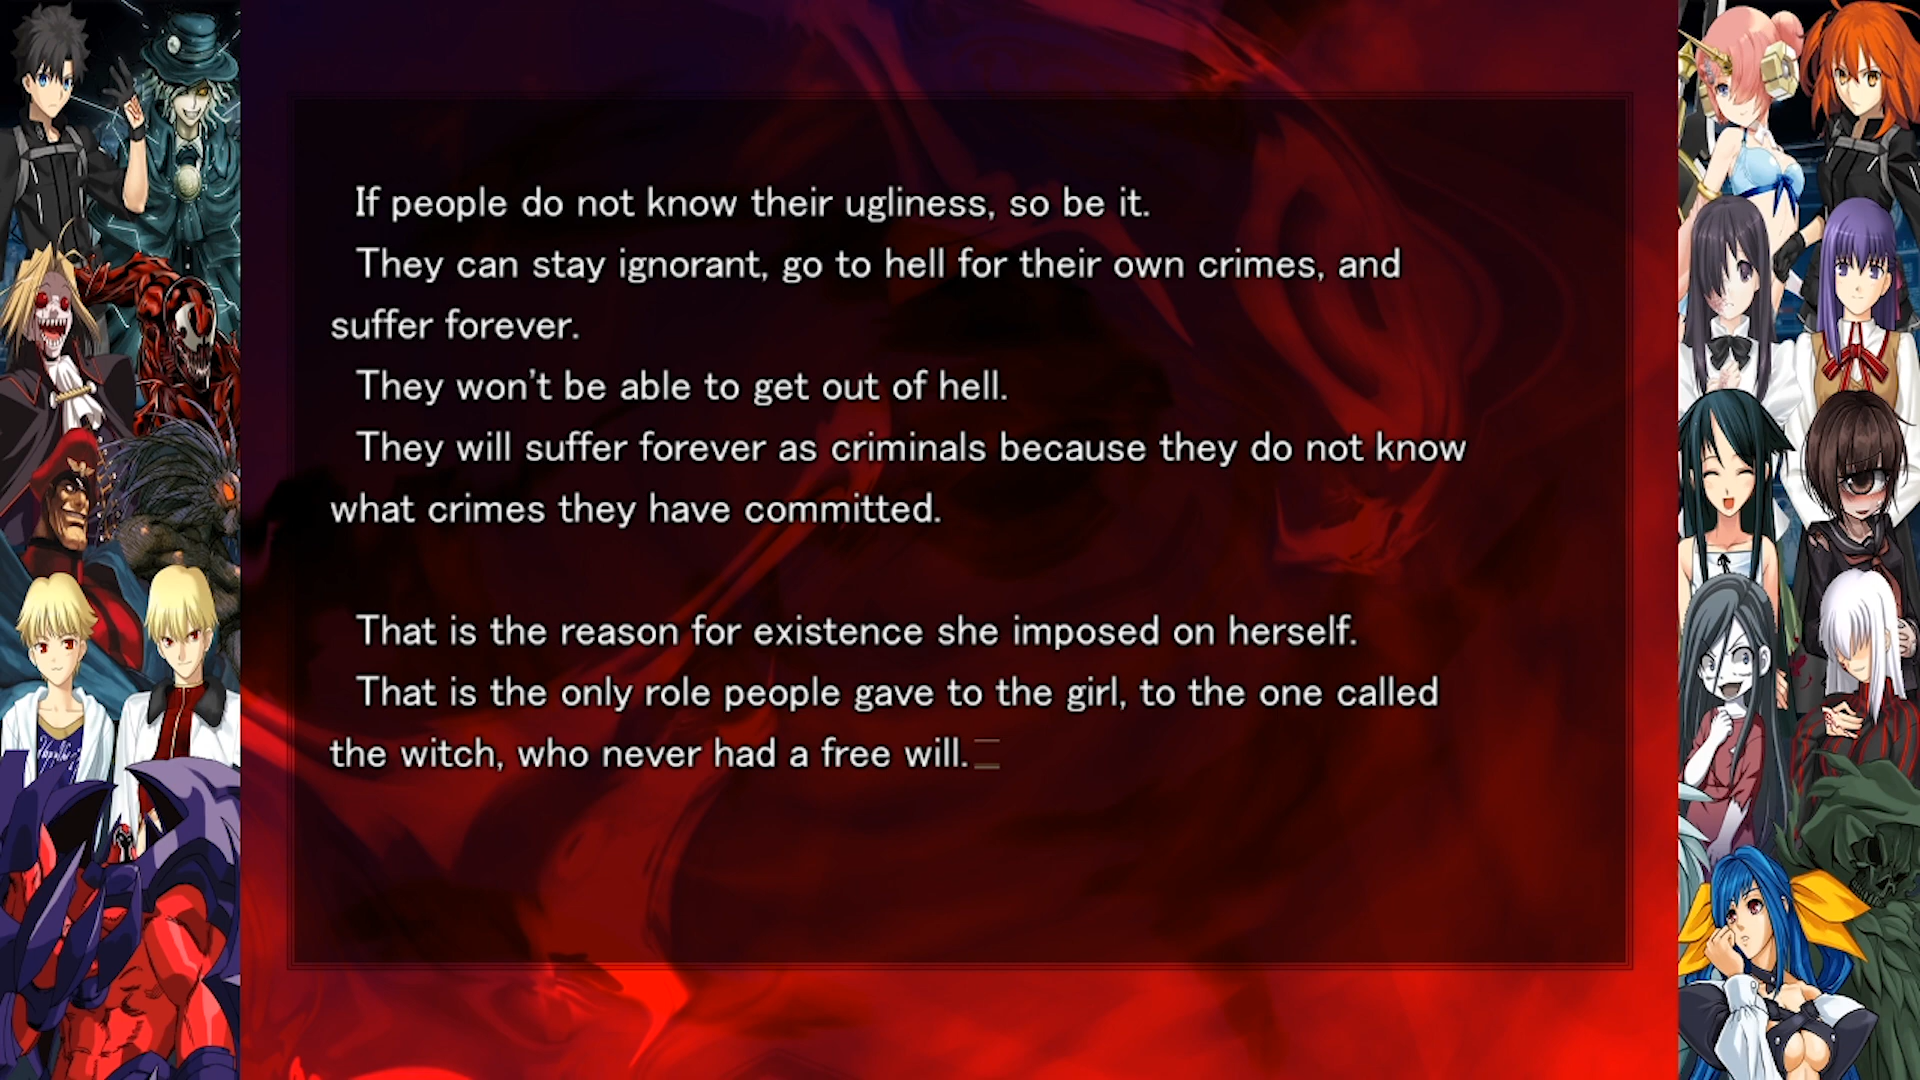 If people do not know their ugliness, so be it.
They can stay ignorant, go to hell for their own crimes, and
suffer forever.
They won't be able to get out of hell.
They will suffer forever as criminals because they do not know
what crimes they have committed.
That is the reason for existence she imposed on herself.
That is the only role people gave to the girl, to the one called
the witch, who never had a free will.